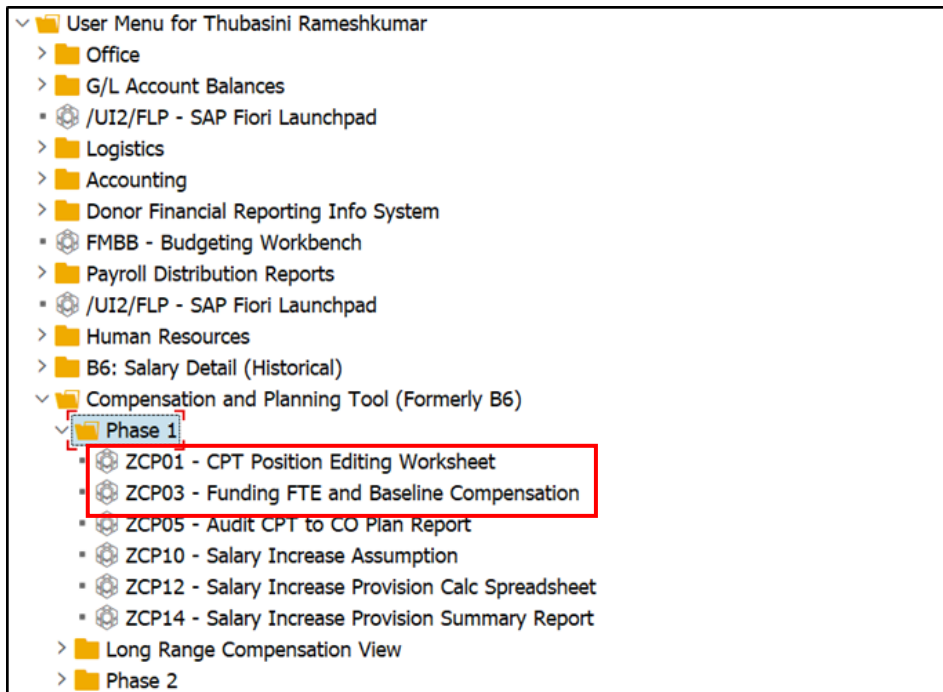 User Menu for Thubasini Rameshkumar
Office
G/L Account Balances
/UI2/FLP - SAP Fiori Launchpad
Logistics
Accounting
Donor Financial Reporting Info System
FMBB - Budgeting Workbench
Payroll Distribution Reports
/UI2/FLP - SAP Fiori Launchpad
Human Resources
B6: Salary Detail (Historical)
Compensation and Planning Tool (Formerly B6)
Phase 1
ZCP01 - CPT Position Editing Worksheet
ZCP03 - Funding FTE and Baseline Compensation
ZCP05 - Audit CPT to CO Plan Report
ZCP10 - Salary Increase Assumption
ZCP12 - Salary Increase Provision Calc Spreadsheet
ZCP14 - Salary Increase Provision Summary Report
Long Range Compensation View
Phase 2